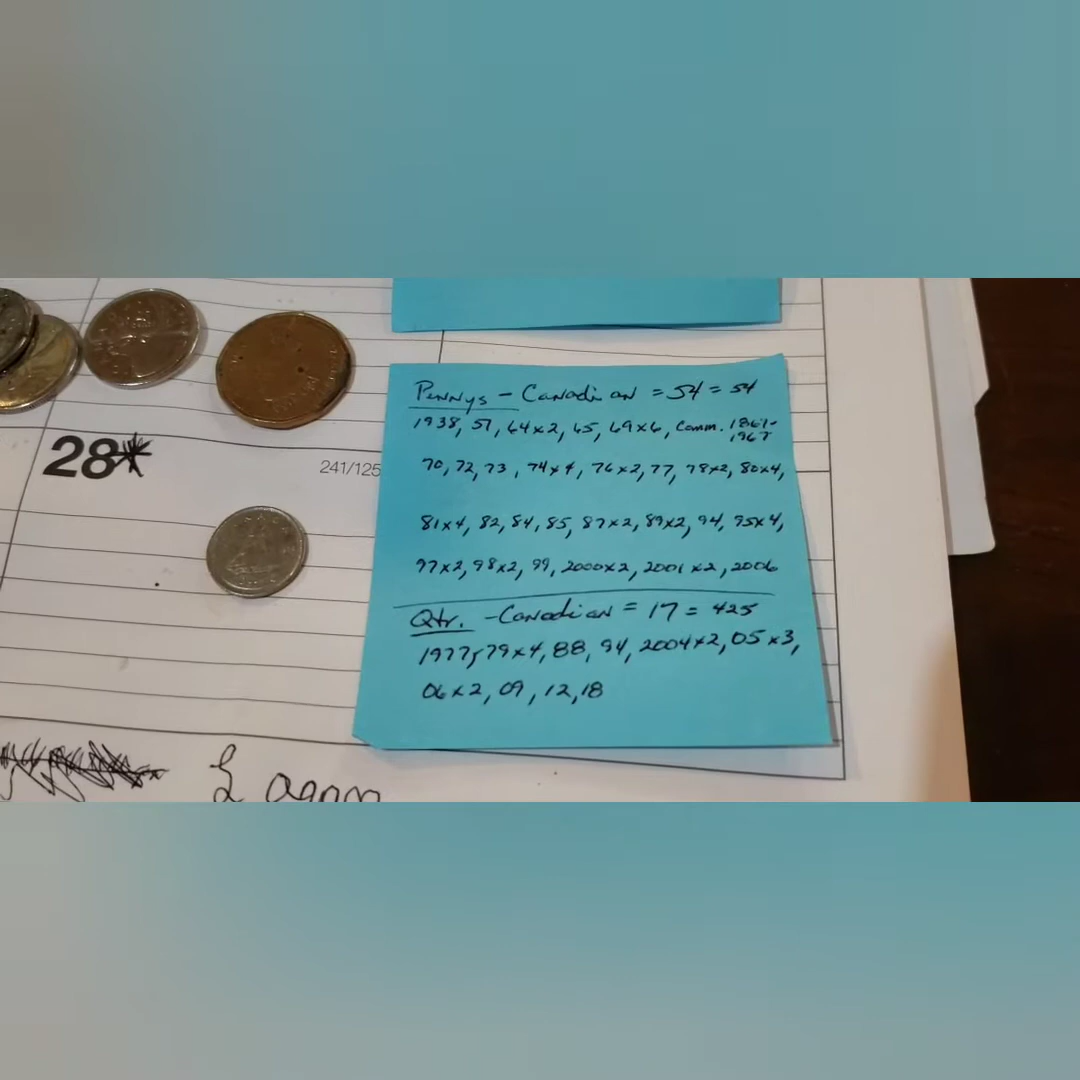 Pennys - Canadian = 54 = 54
1938, 51, 64x2, 65, 69x6, Comm. 1867-
1967
70, 72, 73, 74x4, 76x2, 77, 78x2, 80x4,
81x4, 82, 84, 85, 87x2, 89x2, 94, 95x4,
97x2, 98x2, 99, 2000x2, 2001x2, 2006
Qtr. - Canadian = 17 = 425
1977, 79x4, 88, 94, 2004x2, 05x3,
06x2, 09, 12, 18
28*
241/125